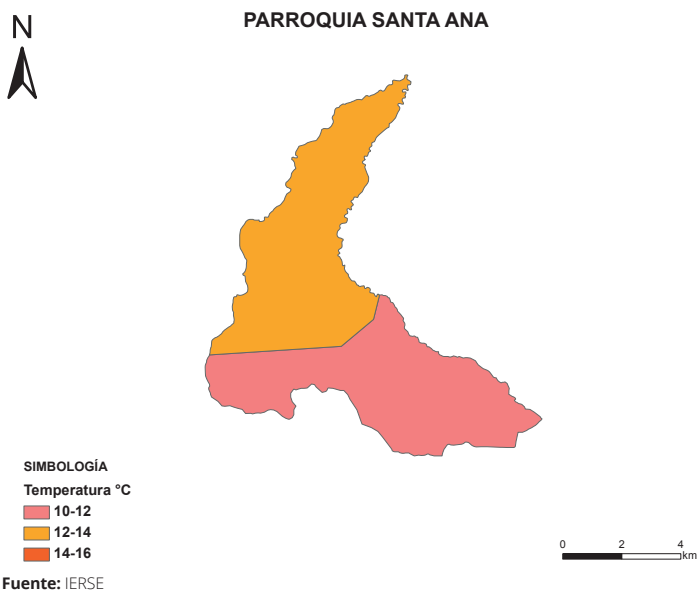 PARROQUIA SANTA ANA
N
SIMBOLOGÍA
Temperatura °C
10-12
12-14
14-16
0 2 4
km
Fuente: IERSE